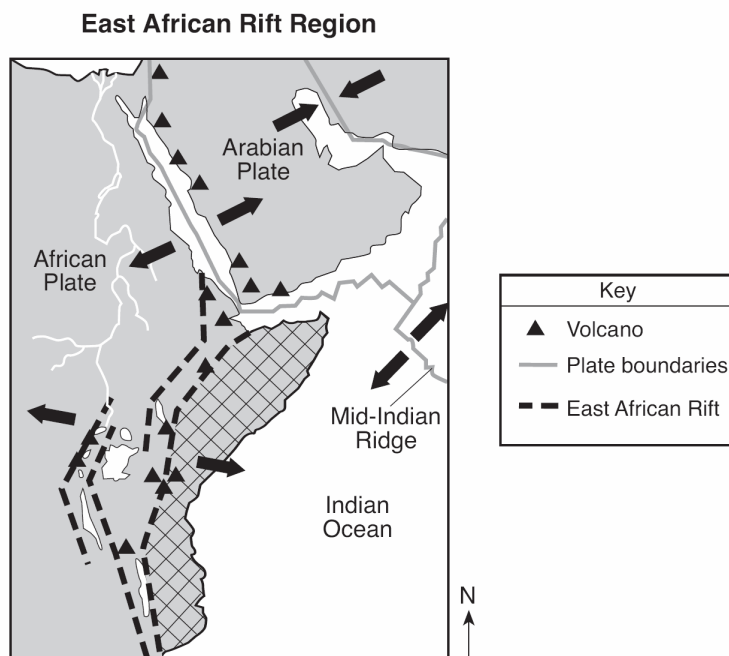 East African Rift Region
Arabian
Plate
African
Plate
Mid-Indian
Ridge
Indian
Ocean
N
Key
Volcano
Plate boundaries
East African Rift